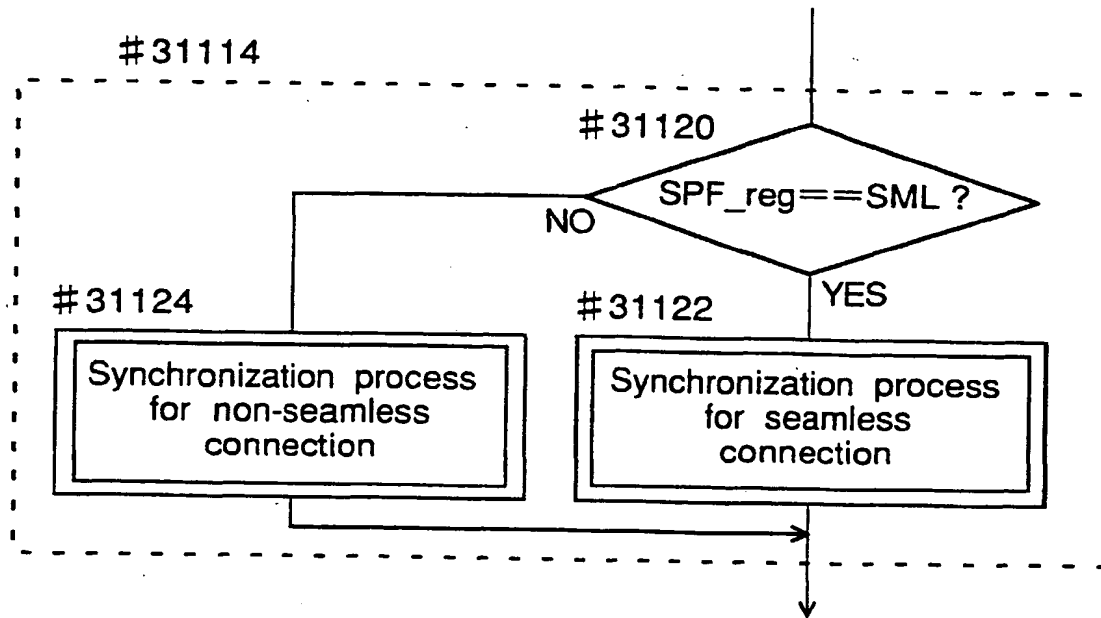 #31114
#31120
SPF_reg==SML ?
NO
YES
#31124
#31122
Synchronization process
for non-seamless
connection
Synchronization process
for seamless
connection